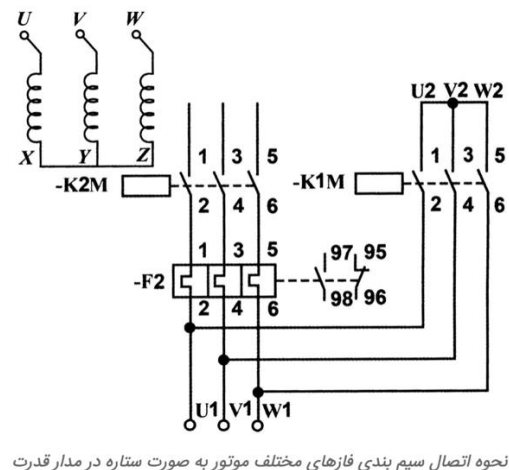 U V W
X Y Z
U2 V2 W2
1 3 5
-K2M
2 4 6
1 3 5
-K1M
2 4 6
1 3 5
-F2
2 4 6
97 95
98 96
U1 V1 W1
نحوه اتصال سیم بندی فازهای مختلف موتور به صورت ستاره در مدار قدرت